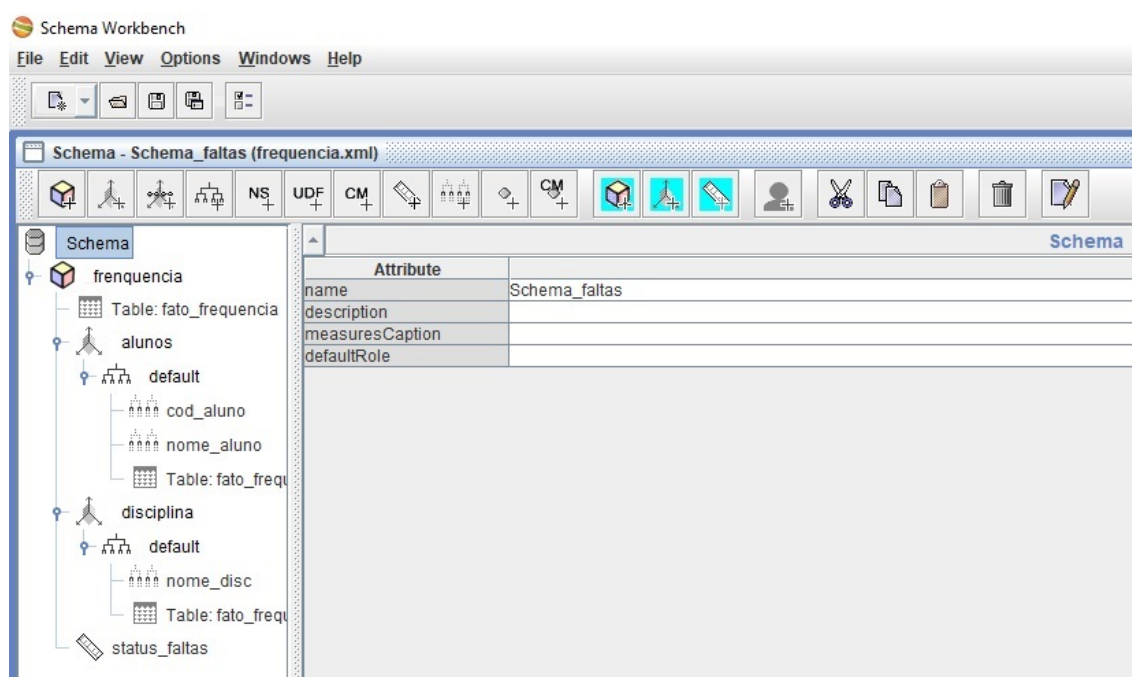 Schema Workbench
File Edit View Options Windows Help
Schema - Schema_faltas (frequencia.xml)
NS UDF CM CM
Schema
Schema
frenquencia
Attribute
name Schema_faltas
Table: fato_frequencia
description
measuresCaption
alunos
defaultRole
default
cod_aluno
nome_aluno
Table: fato_frequ
disciplina
default
nome_disc
Table: fato_frequ
status_faltas